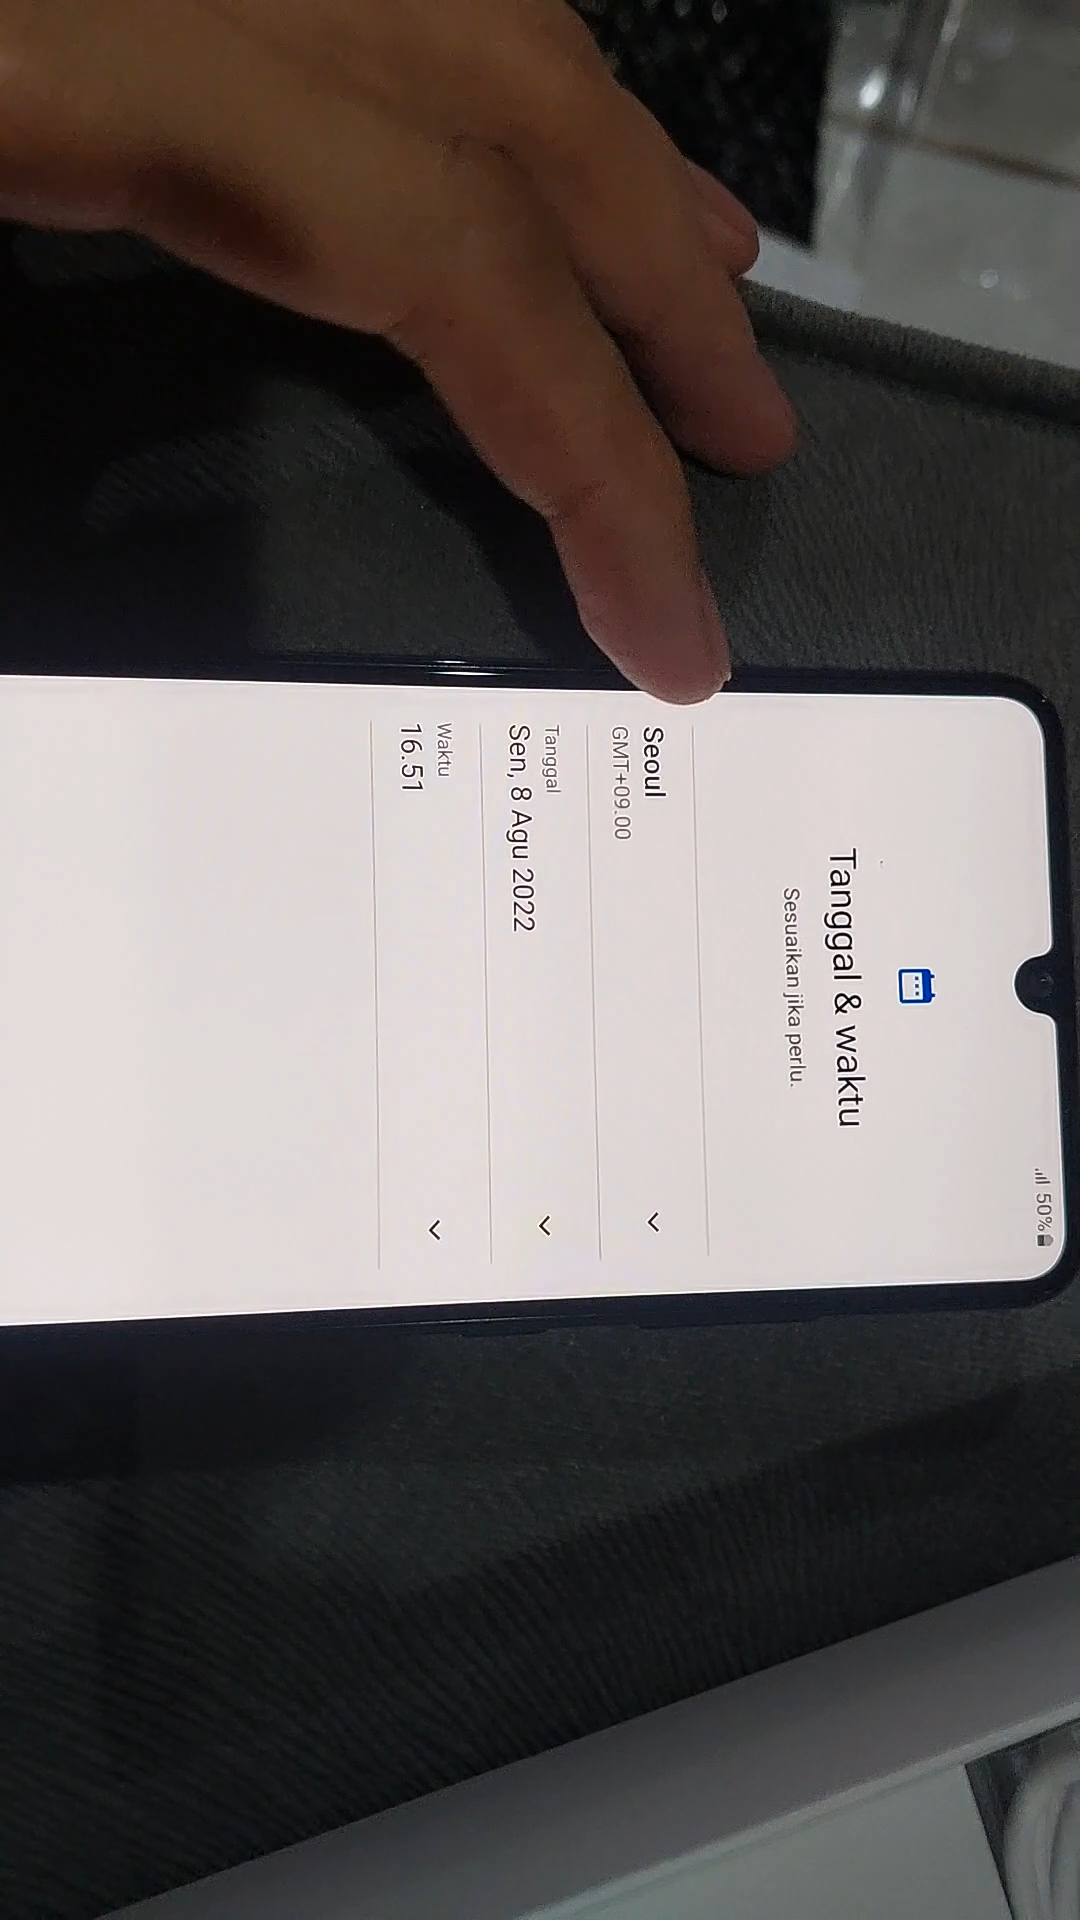 50%
Tanggal & waktu
Sesuaikan jika perlu.
Seoul
GMT+09.00
Tanggal
Sen, 8 Agu 2022
Waktu
16.51